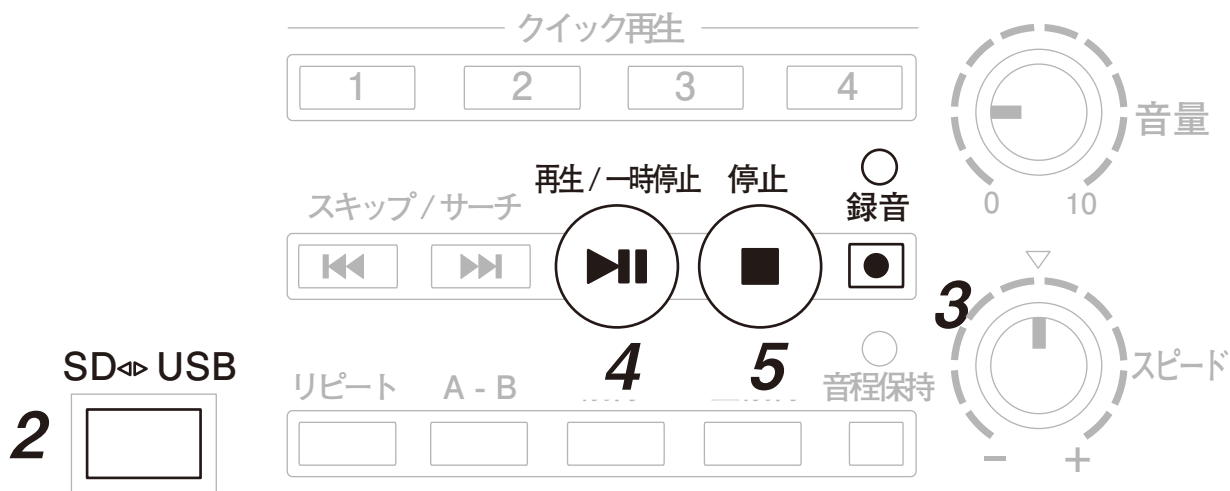 クイック再生
1 2 3 4
音量
0 10
スキップ / サーチ
再生 / 一時停止
停止
録音
3
スピード
− +
SD◃▹USB
2
4
5
リピート
A - B
音程保持